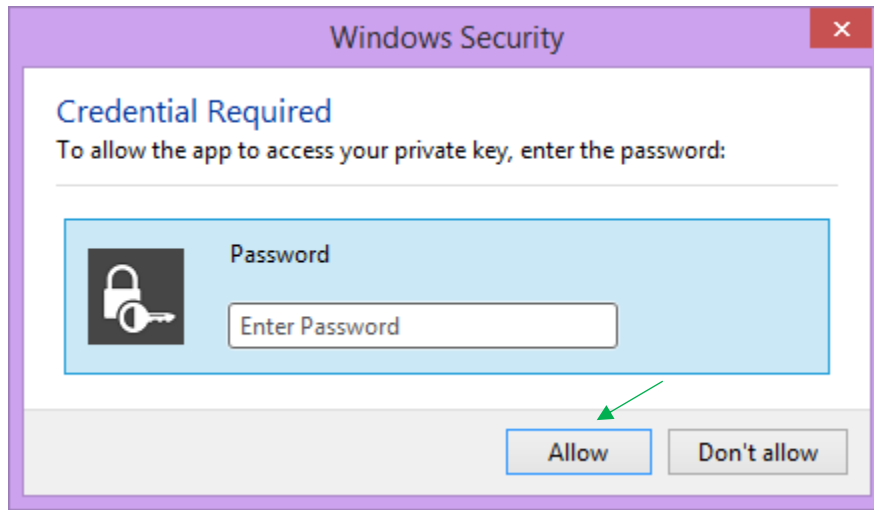 Windows Security
Credential Required
To allow the app to access your private key, enter the password:
Password
Enter Password
Allow
Don't allow